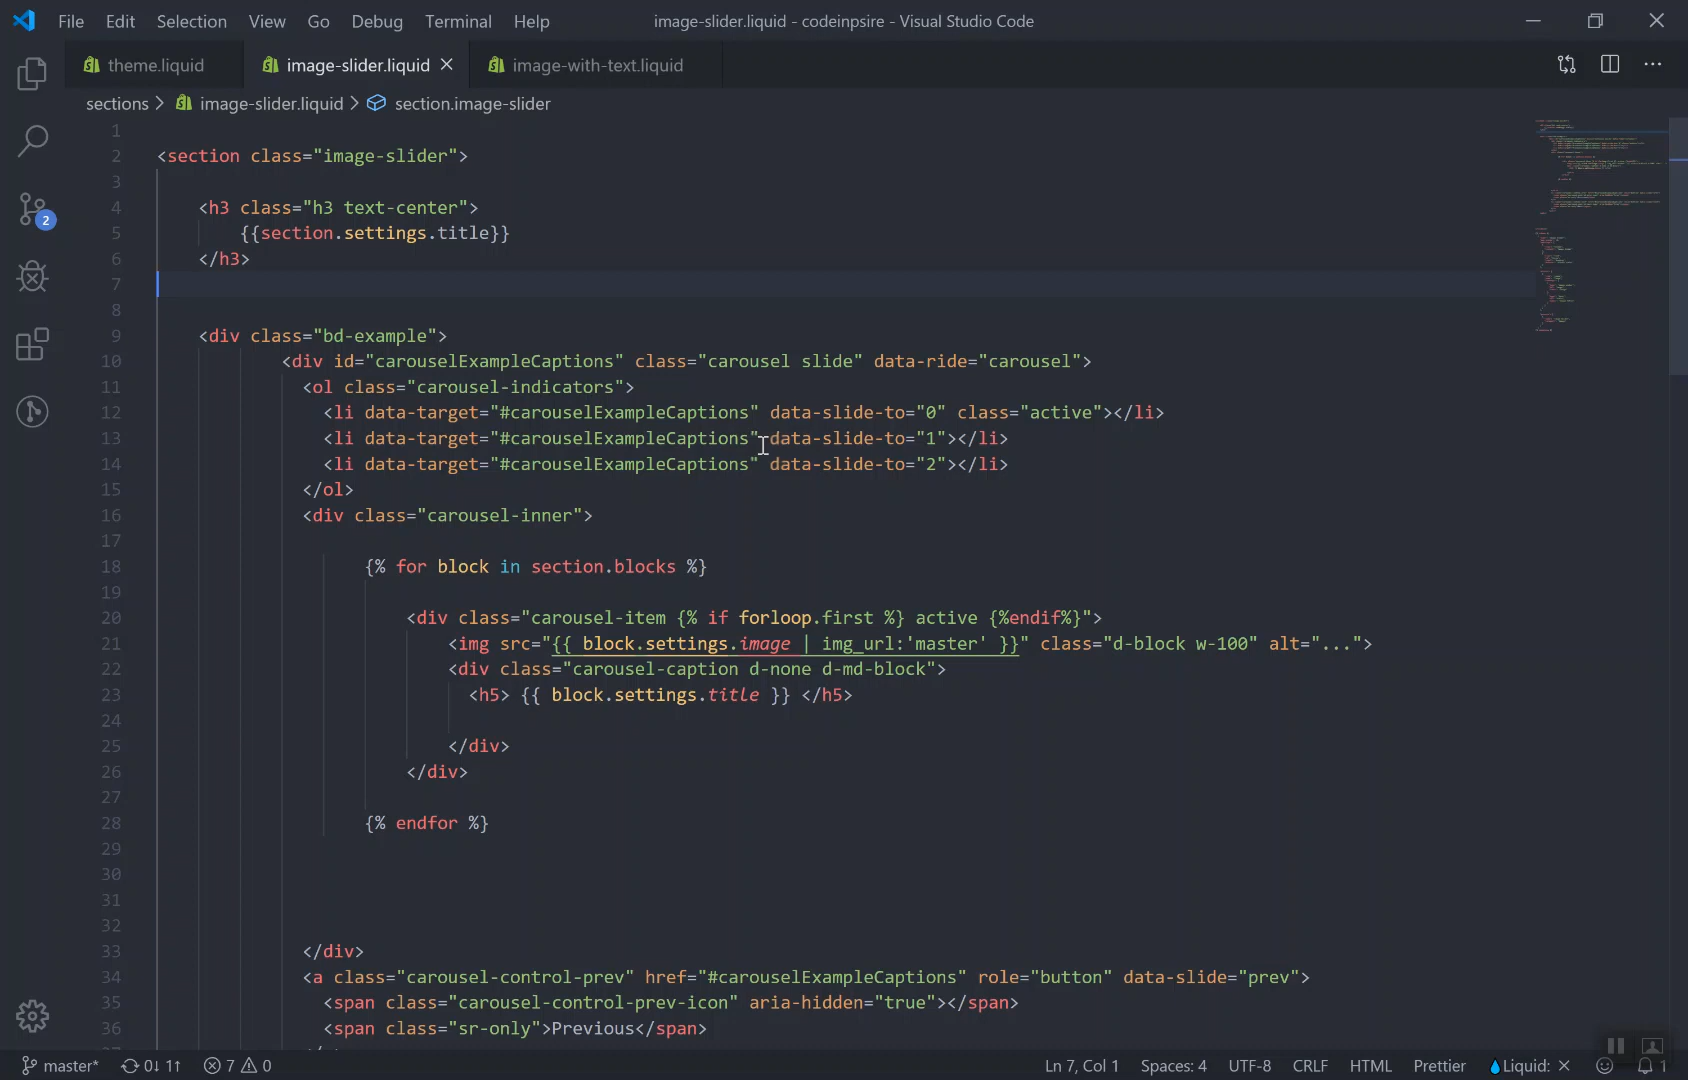 File Edit Selection View Go Debug Terminal Help image-slider.liquid - codeinpsire - Visual Studio Code
theme.liquid image-slider.liquid image-with-text.liquid
sections > image-slider.liquid > section.image-slider
1
2 <section class="image-slider">
3
4 <h3 class="h3 text-center">
5 {{section.settings.title}}
6 </h3>
7
8
9 <div class="bd-example">
10 <div id="carouselExampleCaptions" class="carousel slide" data-ride="carousel">
11 <ol class="carousel-indicators">
12 <li data-target="#carouselExampleCaptions" data-slide-to="0" class="active"></li>
13 <li data-target="#carouselExampleCaptions" data-slide-to="1"></li>
14 <li data-target="#carouselExampleCaptions" data-slide-to="2"></li>
15 </ol>
16 <div class="carousel-inner">
17
18 {% for block in section.blocks %}
19
20 <div class="carousel-item {% if forloop.first %} active {%endif%}">
21 <img src="{{ block.settings.image | img_url:'master' }}" class="d-block w-100" alt="...">
22 <div class="carousel-caption d-none d-md-block">
23 <h5> {{ block.settings.title }} </h5>
24
25 </div>
26 </div>
27
28 {% endfor %}
29
30
31
32
33 </div>
34 <a class="carousel-control-prev" href="#carouselExampleCaptions" role="button" data-slide="prev">
35 <span class="carousel-control-prev-icon" aria-hidden="true"></span>
36 <span class="sr-only">Previous</span>
2
master* 0↓ 1↑ 7 0 Ln 7, Col 1 Spaces: 4 UTF-8 CRLF HTML Prettier Liquid: × 1